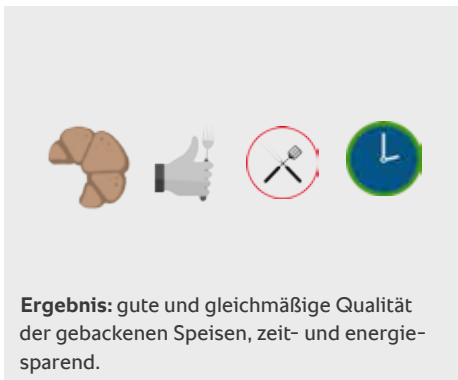 Ergebnis: gute und gleichmäßige Qualität
der gebackenen Speisen, zeit- und energie-
sparend.